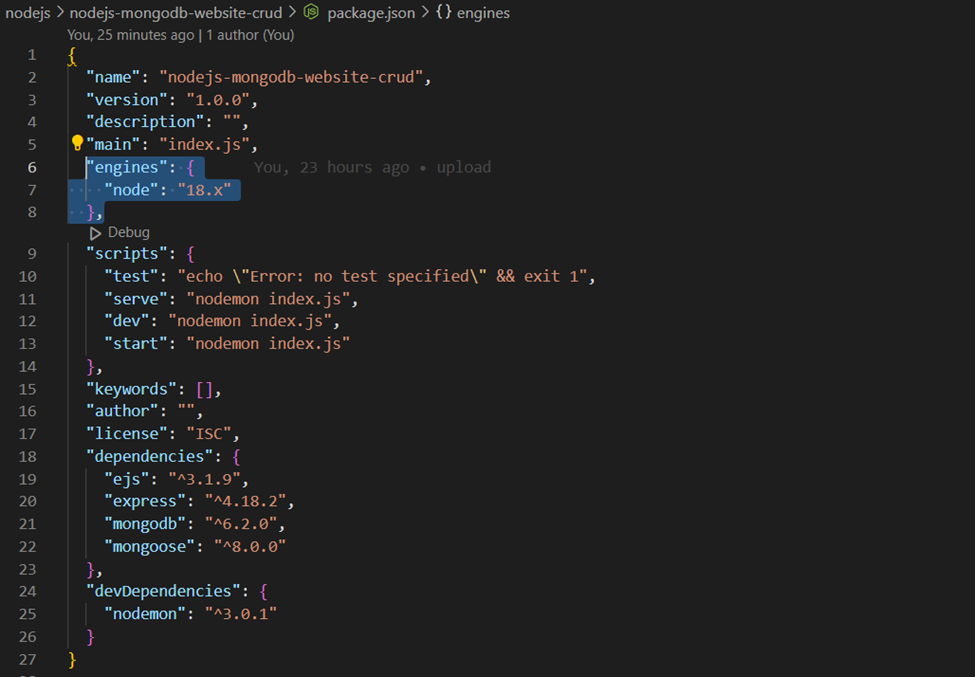 nodejs > nodejs-mongodb-website-crud > package.json > {} engines
You, 25 minutes ago | 1 author (You)
1 {
2 "name": "nodejs-mongodb-website-crud",
3 "version": "1.0.0",
4 "description": "",
5 "main": "index.js",
6 "engines": { You, 23 hours ago • upload
7 "node": "18.x"
8 },
Debug
9 "scripts": {
10 "test": "echo \"Error: no test specified\" && exit 1",
11 "serve": "nodemon index.js",
12 "dev": "nodemon index.js",
13 "start": "nodemon index.js"
14 },
15 "keywords": [],
16 "author": "",
17 "license": "ISC",
18 "dependencies": {
19 "ejs": "^3.1.9",
20 "express": "^4.18.2",
21 "mongodb": "^6.2.0",
22 "mongoose": "^8.0.0"
23 },
24 "devDependencies": {
25 "nodemon": "^3.0.1"
26 }
27 }